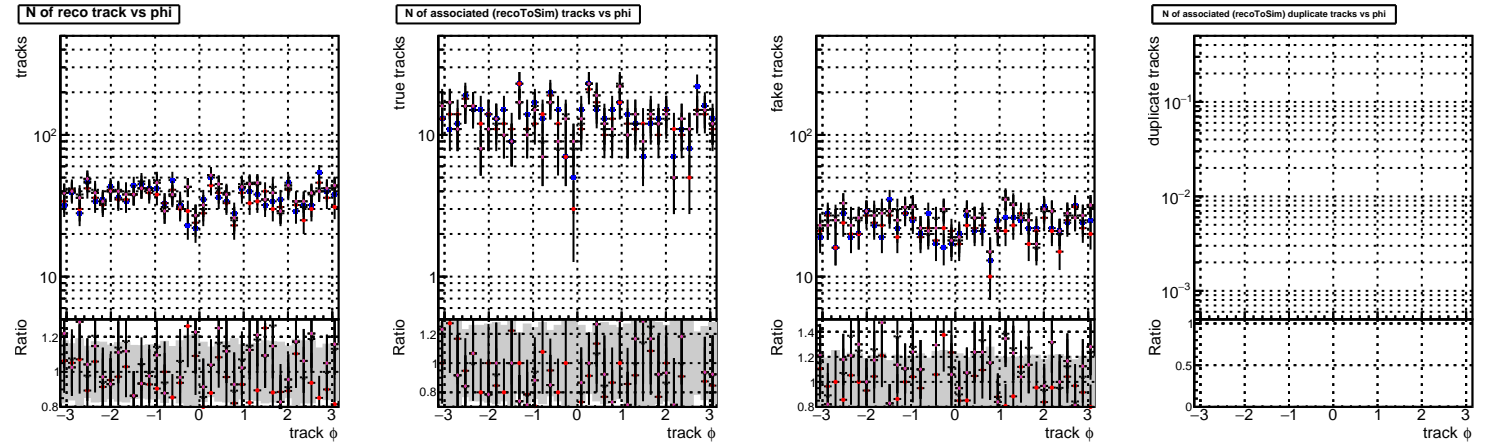 N of reco track vs phi
tracks
10²
10
Ratio
1.2
1
0.8
−3 −2 −1 0 1 2 3
track ϕ
N of associated (recoToSim) tracks vs phi
true tracks
10
1
Ratio
1.2
1
0.8
−3 −2 −1 0 1 2 3
track ϕ
fake tracks
10²
10
Ratio
1.4
1.2
1
0.8
−3 −2 −1 0 1 2 3
track ϕ
N of associated (recoToSim) duplicate tracks vs phi
duplicate tracks
10⁻¹
10⁻²
10⁻³
Ratio
1
0.5
0
−3 −2 −1 0 1 2 3
track ϕ